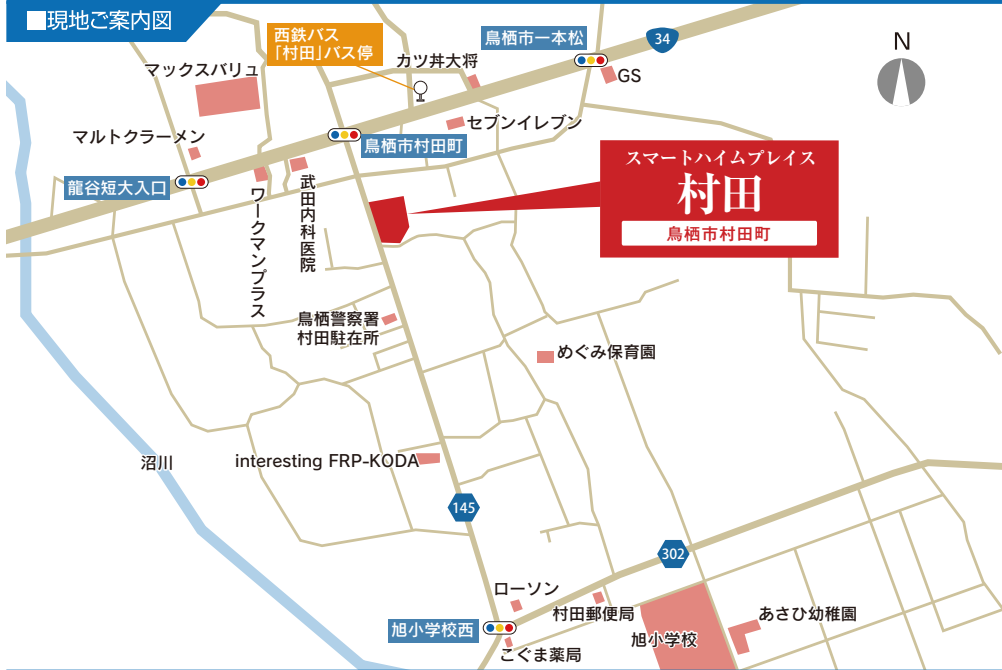 ■現地ご案内図
西鉄バス
「村田」バス停
鳥栖市一本松
34
N
カツ丼大将
GS
マックスバリュ
セブンイレブン
マルトクラーメン
鳥栖市村田町
龍谷短大入口
ワークマンプラス
武田内科医院
スマートハイムプレイス
村田
鳥栖市村田町
鳥栖警察署
村田駐在所
めぐみ保育園
沼川
interesting FRP-KODA
145
302
ローソン
村田郵便局
あさひ幼稚園
旭小学校西
旭小学校
こぐま薬局